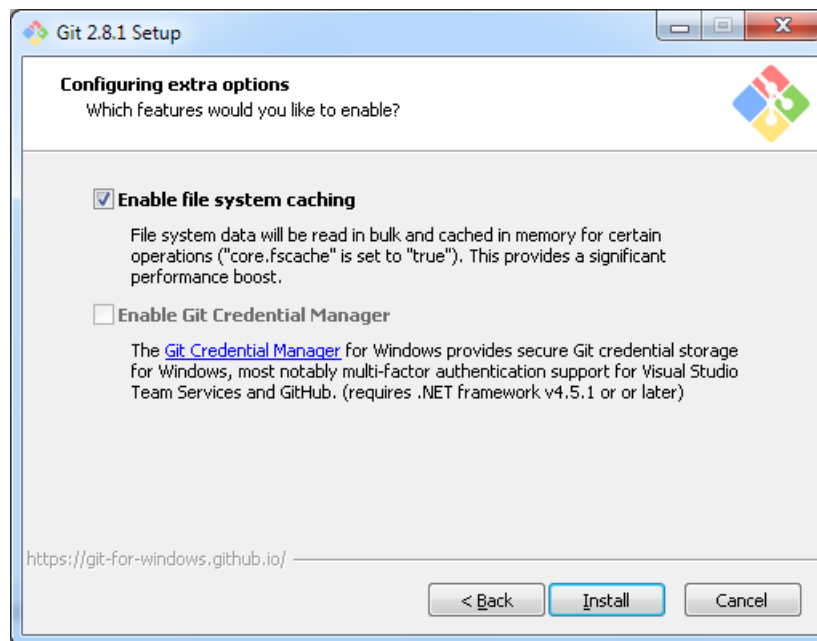 Git 2.8.1 Setup
Configuring extra options
Which features would you like to enable?
Enable file system caching
File system data will be read in bulk and cached in memory for certain
operations ("core.fscache" is set to "true"). This provides a significant
performance boost.
Enable Git Credential Manager
The Git Credential Manager for Windows provides secure Git credential storage
for Windows, most notably multi-factor authentication support for Visual Studio
Team Services and GitHub. (requires .NET framework v4.5.1 or or later)
https://git-for-windows.github.io/
< Back
Install
Cancel